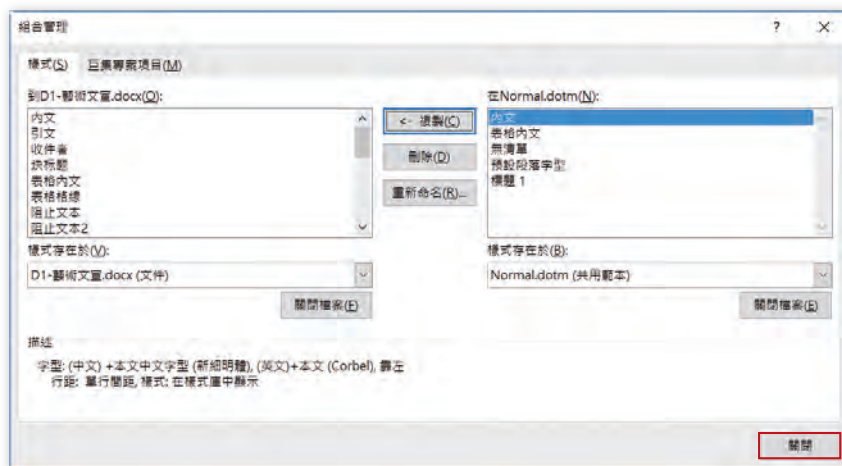 組合管理 ? ×
樣式(S) 巨集專案項目(M)
到D1-藝術文宣.docx(O):
內文
引文
收件者
块标题
表格內文
表格格線
阻止文本
阻止文本2
<- 複製(C)
刪除(D)
重新命名(R)...
在Normal.dotm(N):
內文
表格內文
無清單
預設段落字型
標題 1
樣式存在於(V):
D1-藝術文宣.docx (文件)
關閉檔案(F)
樣式存在於(B):
Normal.dotm (共用範本)
關閉檔案(E)
描述
字型: (中文) +本文中文字型 (新細明體), (英文)+本文 (Corbel), 靠左
行距: 單行間距, 樣式: 在樣式庫中顯示
關閉